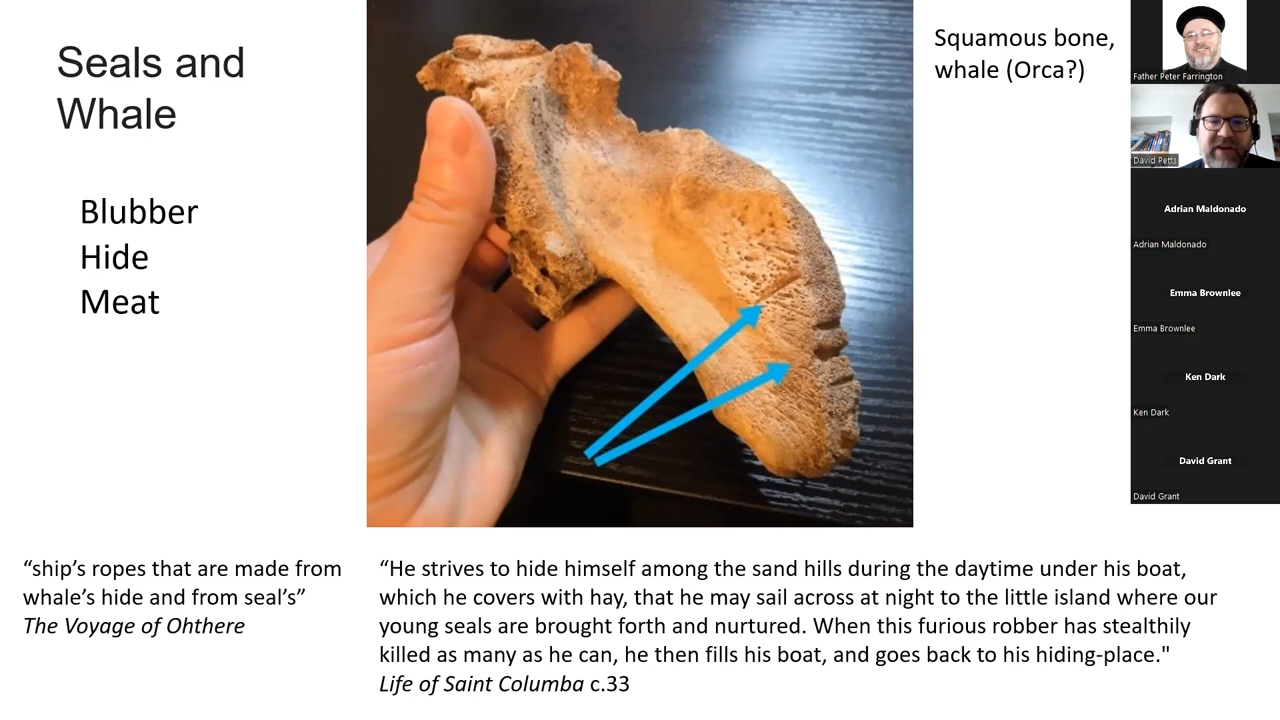 Seals and
Whale
Blubber
Hide
Meat
Squamous bone,
whale (Orca?)
“ship’s ropes that are made from
whale’s hide and from seal’s”
The Voyage of Ohthere
“He strives to hide himself among the sand hills during the daytime under his boat,
which he covers with hay, that he may sail across at night to the little island where our
young seals are brought forth and nurtured. When this furious robber has stealthily
killed as many as he can, he then fills his boat, and goes back to his hiding-place."
Life of Saint Columba c.33
Father Peter Farrington
David Petts
Adrian Maldonado
Adrian Maldonado
Emma Brownlee
Emma Brownlee
Ken Dark
Ken Dark
David Grant
David Grant